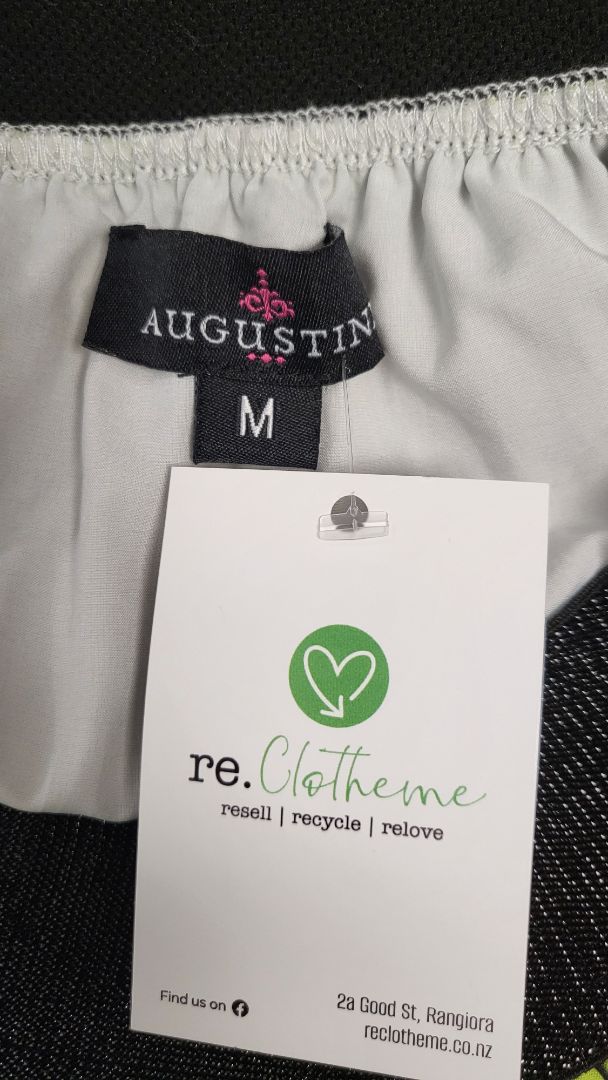 AUGUSTIN
M
re.Clotheme
resell | recycle | relove
Find us on
2a Good St, Rangiora
reclotheme.co.nz